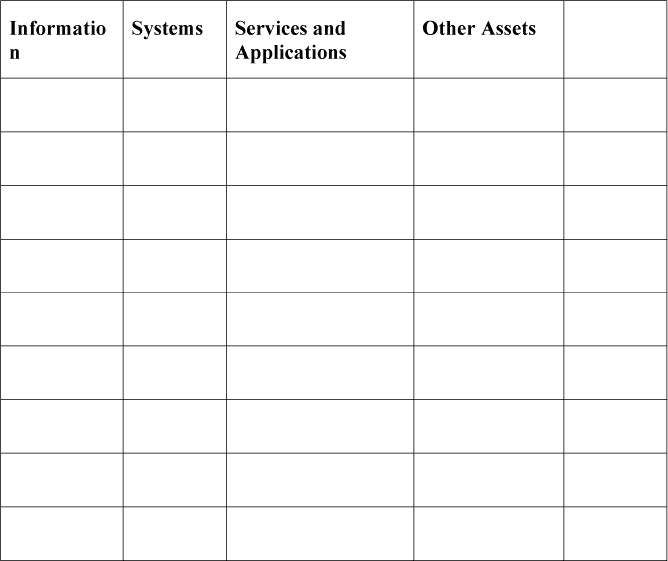 Informatio
n
Systems
Services and
Applications
Other Assets